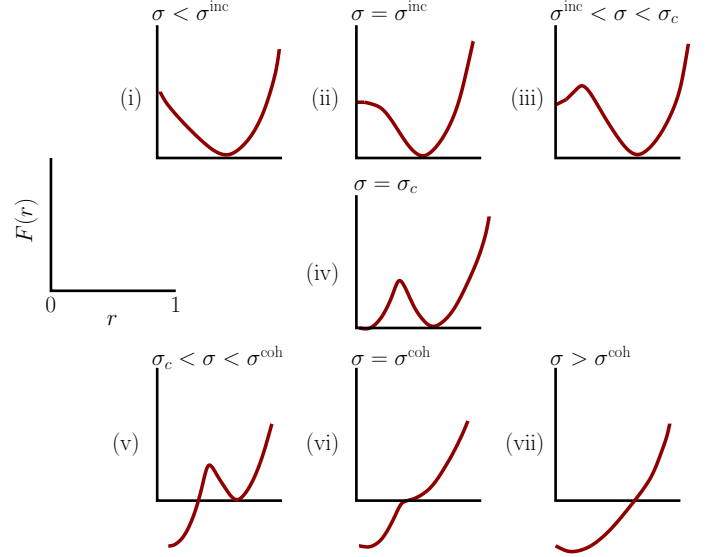 σ < σ^inc
σ = σ^inc
σ^inc < σ < σ_c
(i)
(ii)
(iii)
σ = σ_c
F(r)
(iv)
0
1
r
σ_c < σ < σ^coh
σ = σ^coh
σ > σ^coh
(v)
(vi)
(vii)